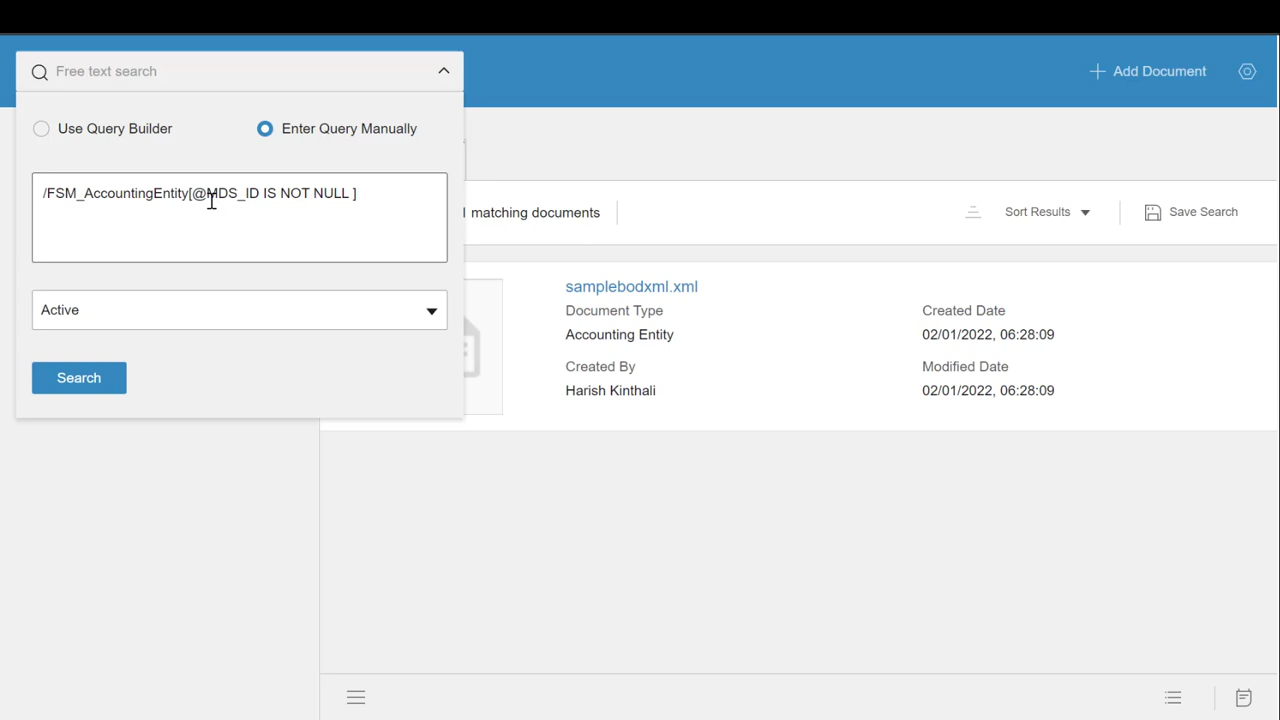 Free text search
Add Document
Use Query Builder
Enter Query Manually
/FSM_AccountingEntity[@MDS_ID IS NOT NULL ]
matching documents
Sort Results
Save Search
Active
Search
samplebodxml.xml
Document Type
Accounting Entity
Created By
Harish Kinthali
Created Date
02/01/2022, 06:28:09
Modified Date
02/01/2022, 06:28:09